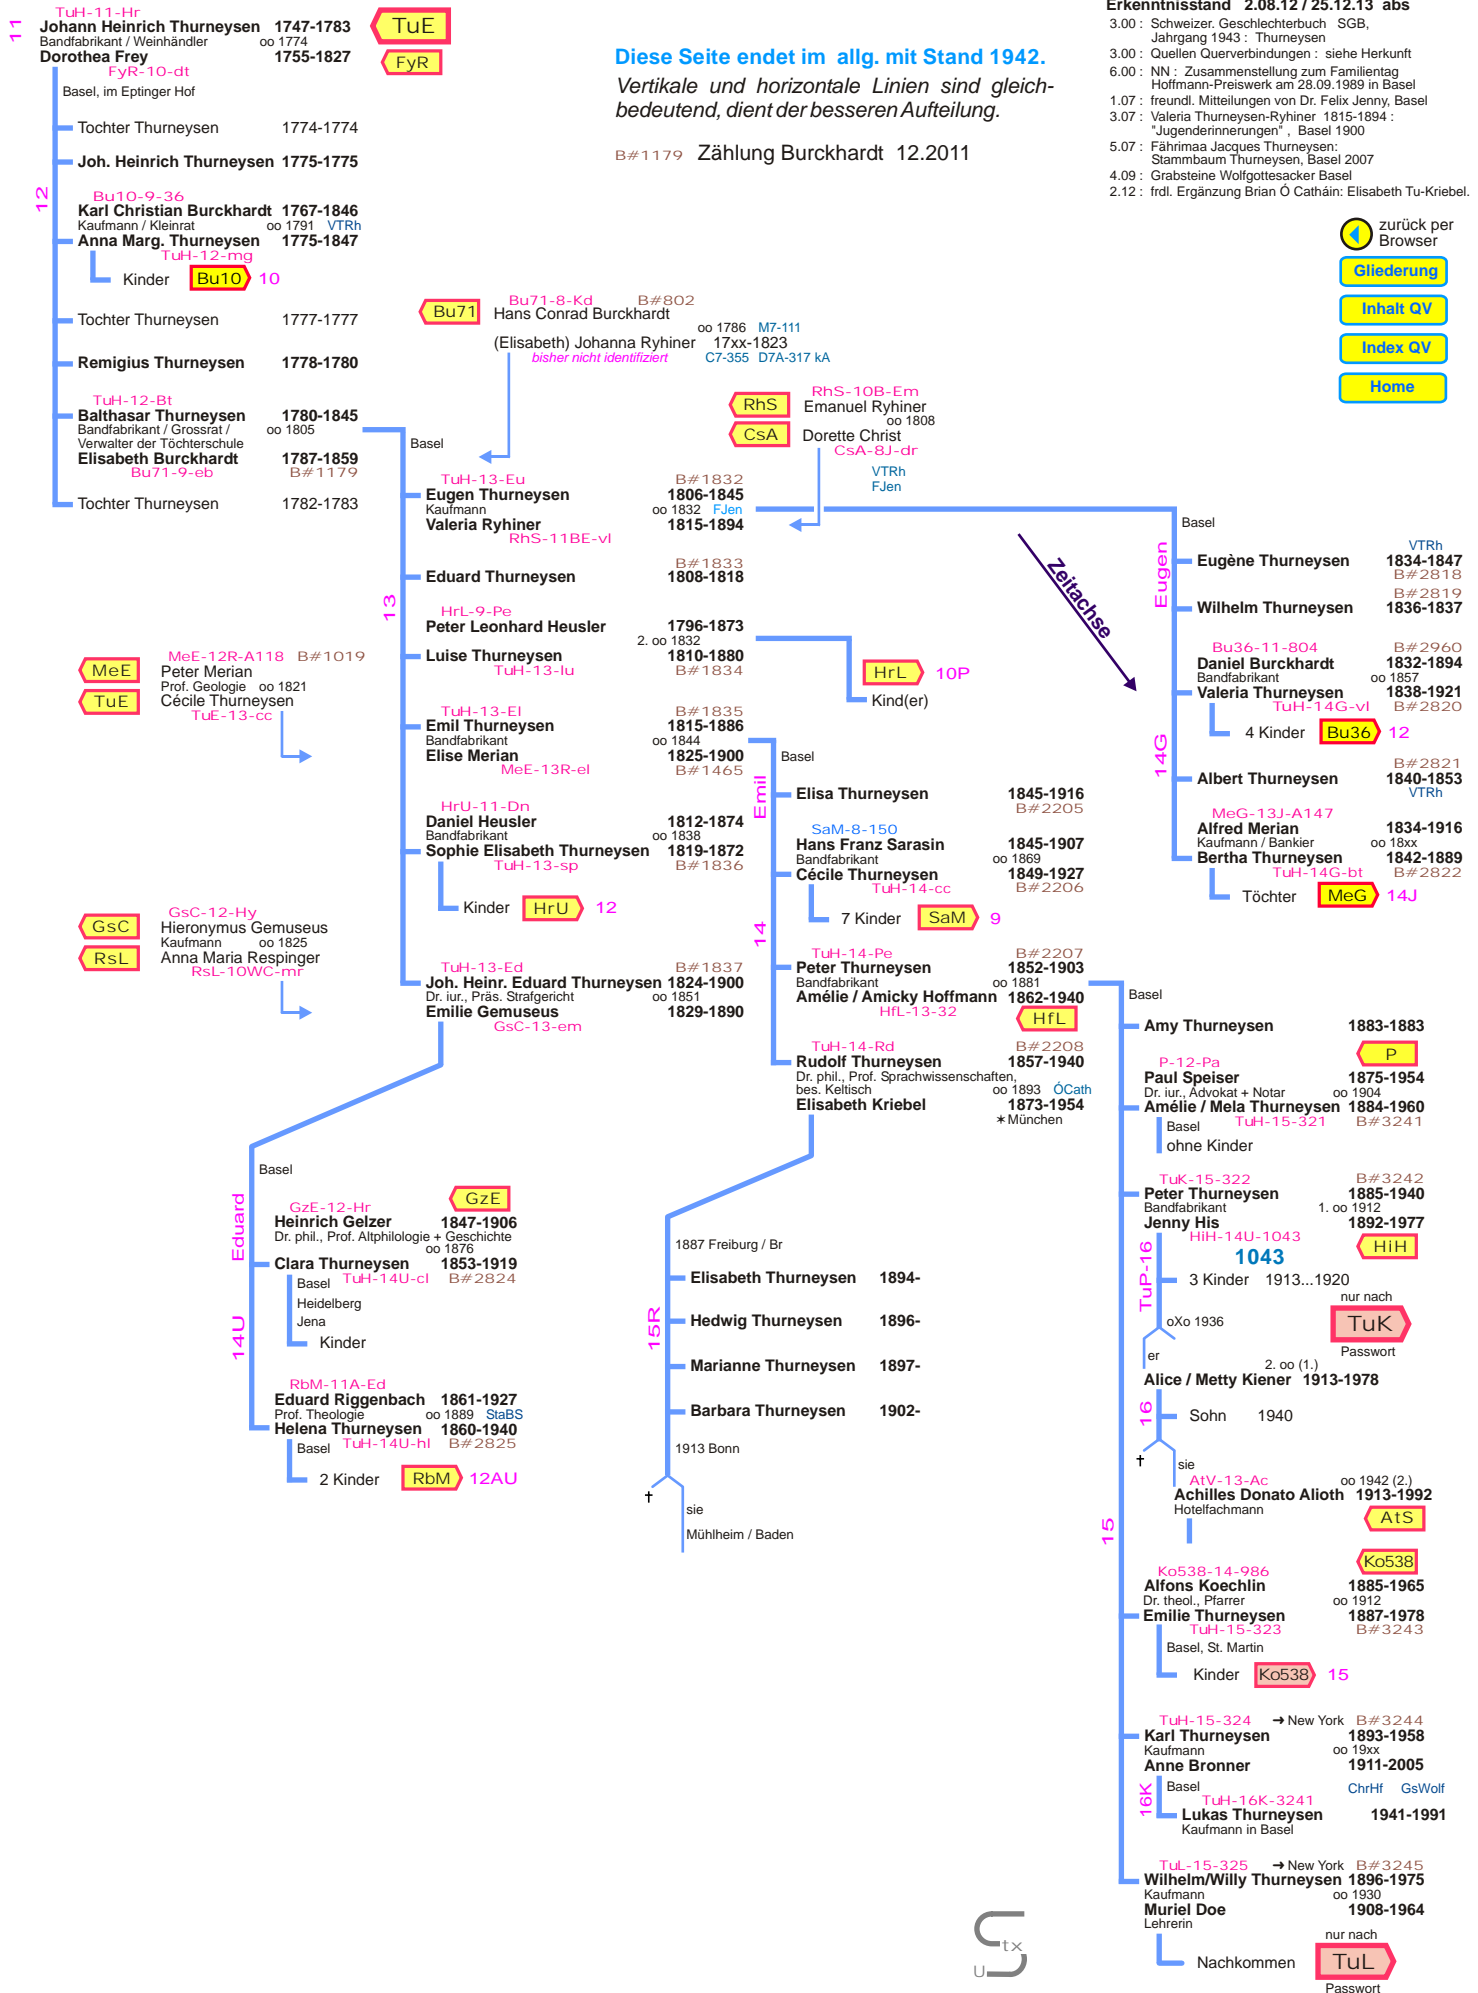 11
TuH-11-Hr
Johann Heinrich Thurneysen 1747-1783
TuE
Bandfabrikant / Weinhändler oo 1774
Dorothea Frey 1755-1827
FyR
FyR-10-dt
Basel, im Eptinger Hof
12
Tochter Thurneysen 1774-1774
Joh. Heinrich Thurneysen 1775-1775
Bu10-9-36
Karl Christian Burckhardt 1767-1846
Kaufmann / Kleinrat oo 1791 VTRh
Anna Marg. Thurneysen 1775-1847
TuH-12-mg
Kinder Bu10 10
Tochter Thurneysen 1777-1777
Remigius Thurneysen 1778-1780
TuH-12-Bt
Balthasar Thurneysen 1780-1845
Bandfabrikant / Grossrat / oo 1805
Verwalter der Töchterschule
Elisabeth Burckhardt 1787-1859
Bu71-9-eb B#1179
Tochter Thurneysen 1782-1783
Diese Seite endet im allg. mit Stand 1942.
Vertikale und horizontale Linien sind gleich-
bedeutend, dient der besseren Aufteilung.
B#1179 Zählung Burckhardt 12.2011
Erkenntnisstand 2.08.12 / 25.12.13 abs
3.00 : Schweizer. Geschlechterbuch SGB,
Jahrgang 1943 : Thurneysen
3.00 : Quellen Querverbindungen : siehe Herkunft
6.00 : NN : Zusammenstellung zum Familientag
Hoffmann-Preiswerk am 28.09.1989 in Basel
1.07 : freundl. Mitteilungen von Dr. Felix Jenny, Basel
3.07 : Valeria Thurneysen-Ryhiner 1815-1894 :
"Jugenderinnerungen" , Basel 1900
5.07 : Fährimaa Jacques Thurneysen:
Stammbaum Thurneysen, Basel 2007
4.09 : Grabsteine Wolfgottesacker Basel
2.12 : frdl. Ergänzung Brian Ó Catháin: Elisabeth Tu-Kriebel.
zurück per
Browser
Gliederung
Inhalt QV
Index QV
Home
Bu71
Bu71-8-Kd B#802
Hans Conrad Burckhardt
oo 1786 M7-111
(Elisabeth) Johanna Ryhiner 17xx-1823
bisher nicht identifiziert C7-355 D7A-317 kA
RhS
RhS-10B-Em
Emanuel Ryhiner
oo 1808
CsA
Dorette Christ
CsA-8J-dr
VTRh
FJen
Basel
13
TuH-13-Eu B#1832
Eugen Thurneysen 1806-1845
Kaufmann oo 1832 FJen
Valeria Ryhiner 1815-1894
RhS-11BE-vl
B#1833
Eduard Thurneysen 1808-1818
HrL-9-Pe
Peter Leonhard Heusler 1796-1873
2. oo 1832
Luise Thurneysen 1810-1880
TuH-13-lu B#1834
HrL 10P
Kind(er)
MeE
MeE-12R-A118 B#1019
Peter Merian
Prof. Geologie oo 1821
TuE
Cécile Thurneysen
TuE-13-cc
TuH-13-El B#1835
Emil Thurneysen 1815-1886
Bandfabrikant oo 1844
Elise Merian 1825-1900
MeE-13R-el B#1465
HrU-11-Dn
Daniel Heusler 1812-1874
Bandfabrikant oo 1838
Sophie Elisabeth Thurneysen 1819-1872
TuH-13-sp B#1836
Kinder HrU 12
GsC
GsC-12-Hy
Hieronymus Gemuseus
Kaufmann oo 1825
RsL
Anna Maria Respinger
RsL-10WC-mr
TuH-13-Ed B#1837
Joh. Heinr. Eduard Thurneysen 1824-1900
Dr. iur., Präs. Strafgericht oo 1851
Emilie Gemuseus 1829-1890
GsC-13-em
Zeitachse
Eugen
14G
Basel
VTRh
Eugène Thurneysen 1834-1847
B#2818
B#2819
Wilhelm Thurneysen 1836-1837
Bu36-11-804 B#2960
Daniel Burckhardt 1832-1894
Bandfabrikant oo 1857
Valeria Thurneysen 1838-1921
TuH-14G-vl B#2820
4 Kinder Bu36 12
B#2821
Albert Thurneysen 1840-1853
VTRh
MeG-13J-A147
Alfred Merian 1834-1916
Kaufmann / Bankier oo 18xx
Bertha Thurneysen 1842-1889
TuH-14G-bt B#2822
Töchter MeG 14J
Emil
14
Basel
Elisa Thurneysen 1845-1916
B#2205
SaM-8-150
Hans Franz Sarasin 1845-1907
Bandfabrikant oo 1869
Cécile Thurneysen 1849-1927
TuH-14-cc B#2206
7 Kinder SaM 9
TuH-14-Pe B#2207
Peter Thurneysen 1852-1903
Bandfabrikant oo 1881
Amélie / Amicky Hoffmann 1862-1940
HfL-13-32 HfL
TuH-14-Rd B#2208
Rudolf Thurneysen 1857-1940
Dr. phil., Prof. Sprachwissenschaften,
bes. Keltisch oo 1893 ÓCath
Elisabeth Kriebel 1873-1954
*München
Eduard
14U
Basel
GzE
GzE-12-Hr
Heinrich Gelzer 1847-1906
Dr. phil., Prof. Altphilologie + Geschichte
oo 1876
Clara Thurneysen 1853-1919
Basel TuH-14U-cl B#2824
Heidelberg
Jena
Kinder
RbM-11A-Ed
Eduard Riggenbach 1861-1927
Prof. Theologie oo 1889 StaBS
Helena Thurneysen 1860-1940
Basel TuH-14U-hl B#2825
2 Kinder RbM 12AU
15R
1887 Freiburg / Br
Elisabeth Thurneysen 1894-
Hedwig Thurneysen 1896-
Marianne Thurneysen 1897-
Barbara Thurneysen 1902-
1913 Bonn
†
sie
Mühlheim / Baden
15
Basel
Amy Thurneysen 1883-1883
P
P-12-Pa
Paul Speiser 1875-1954
Dr. iur., Advokat + Notar oo 1904
Amélie / Mela Thurneysen 1884-1960
Basel TuH-15-321 B#3241
ohne Kinder
TuK-15-322 B#3242
Peter Thurneysen 1885-1940
Bandfabrikant 1. oo 1912
Jenny His 1892-1977
HiH-14U-1043 HiH
1043
TuP-16
3 Kinder 1913...1920
nur nach
TuK
Passwort
oXo 1936
er
2. oo (1.)
Alice / Metty Kiener 1913-1978
16
Sohn 1940
†
sie
AtV-13-Ac oo 1942 (2.)
Achilles Donato Alioth 1913-1992
Hotelfachmann
AtS
Ko538
Ko538-14-986
Alfons Koechlin 1885-1965
Dr. theol., Pfarrer oo 1912
Emilie Thurneysen 1887-1978
TuH-15-323 B#3243
Basel, St. Martin
Kinder Ko538 15
TuH-15-324 → New York B#3244
Karl Thurneysen 1893-1958
Kaufmann oo 19xx
Anne Bronner 1911-2005
16K
Basel ChrHf GsWolf
TuH-16K-3241
Lukas Thurneysen 1941-1991
Kaufmann in Basel
TuL-15-325 → New York B#3245
Wilhelm/Willy Thurneysen 1896-1975
Kaufmann oo 1930
Muriel Doe 1908-1964
Lehrerin
nur nach
Nachkommen TuL
Passwort
tx
U